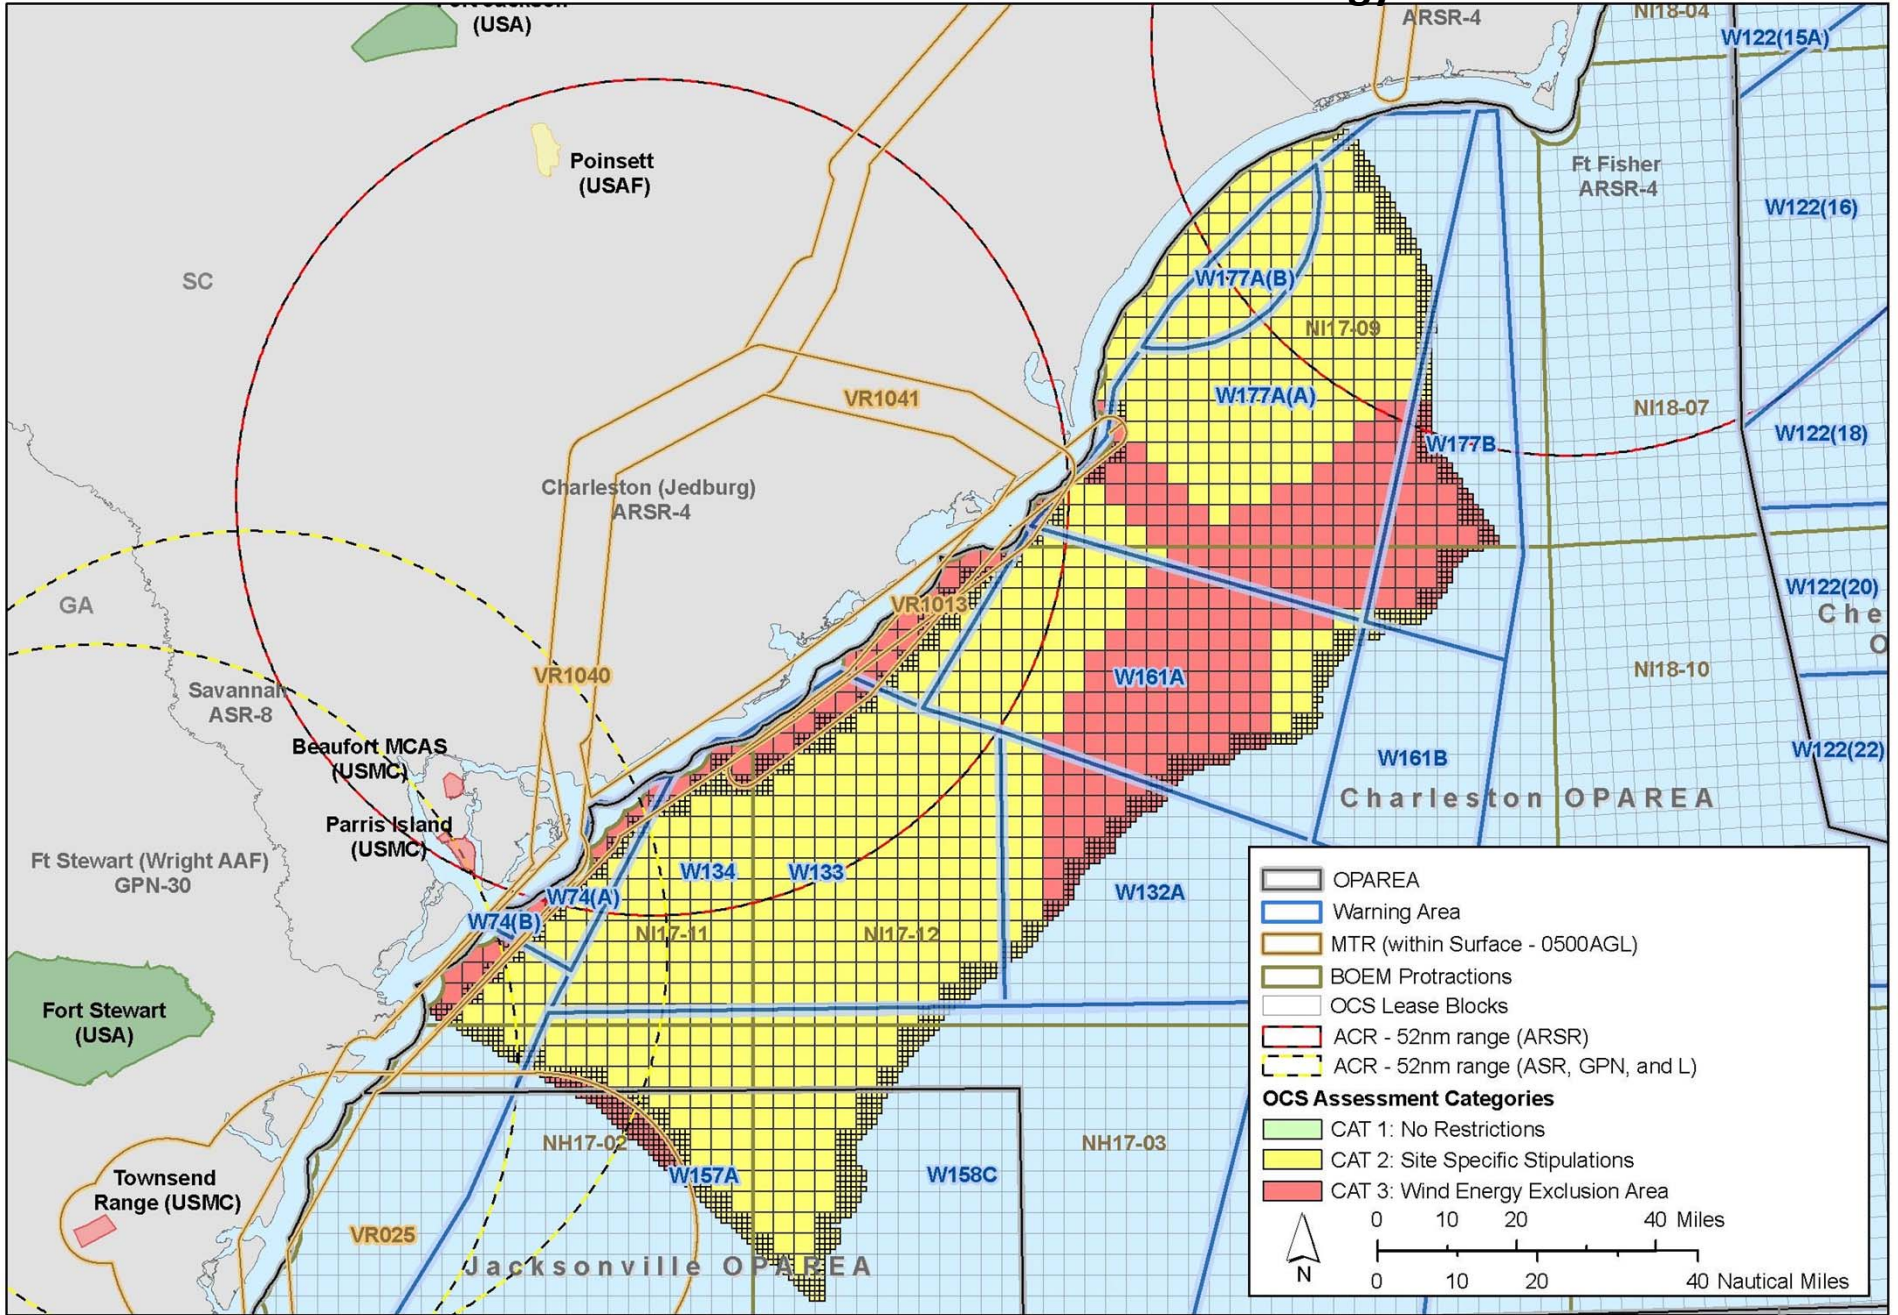 (USA)
ARSR-4
NI18-04
W122(15A)
Poinsett
(USAF)
Ft Fisher
ARSR-4
W122(16)
SC
W177A(B)
NI17-09
W177A(A)
VR1041
NI18-07
W122(18)
W177B
Charleston (Jedburg)
ARSR-4
W122(20)
Che
O
GA
VR1013
VR1040
W161A
NI18-10
Savannah
ASR-8
Beaufort MCAS
(USMC)
W161B
W122(22)
Charleston OPAREA
Parris Island
(USMC)
Ft Stewart (Wright AAF)
GPN-30
W134
W133
W132A
W74(A)
W74(B)
NI17-11
NI17-12
Fort Stewart
(USA)
NH17-02
NH17-03
W157A
W158C
Townsend
Range (USMC)
VR025
Jacksonville OPAREA
OPAREA
Warning Area
MTR (within Surface - 0500AGL)
BOEM Protractions
OCS Lease Blocks
ACR - 52nm range (ARSR)
ACR - 52nm range (ASR, GPN, and L)
OCS Assessment Categories
CAT 1: No Restrictions
CAT 2: Site Specific Stipulations
CAT 3: Wind Energy Exclusion Area
N
0 10 20 40 Miles
0 10 20 40 Nautical Miles